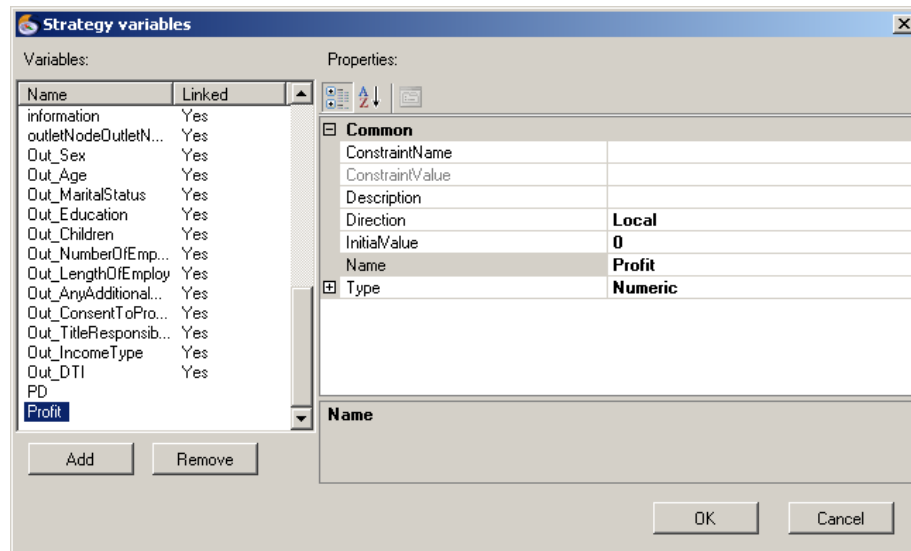 Strategy variables
Variables:
Name Linked
information Yes
outletNodeOutletN... Yes
Out_Sex Yes
Out_Age Yes
Out_MaritalStatus Yes
Out_Education Yes
Out_Children Yes
Out_NumberOfEmp... Yes
Out_LengthOfEmploy Yes
Out_AnyAdditional... Yes
Out_ConsentToPro... Yes
Out_TitleResponsib... Yes
Out_IncomeType Yes
Out_DTI Yes
PD
Profit
Add Remove
Properties:
Common
ConstraintName
ConstraintValue
Description
Direction Local
InitialValue 0
Name Profit
Type Numeric
Name
OK Cancel